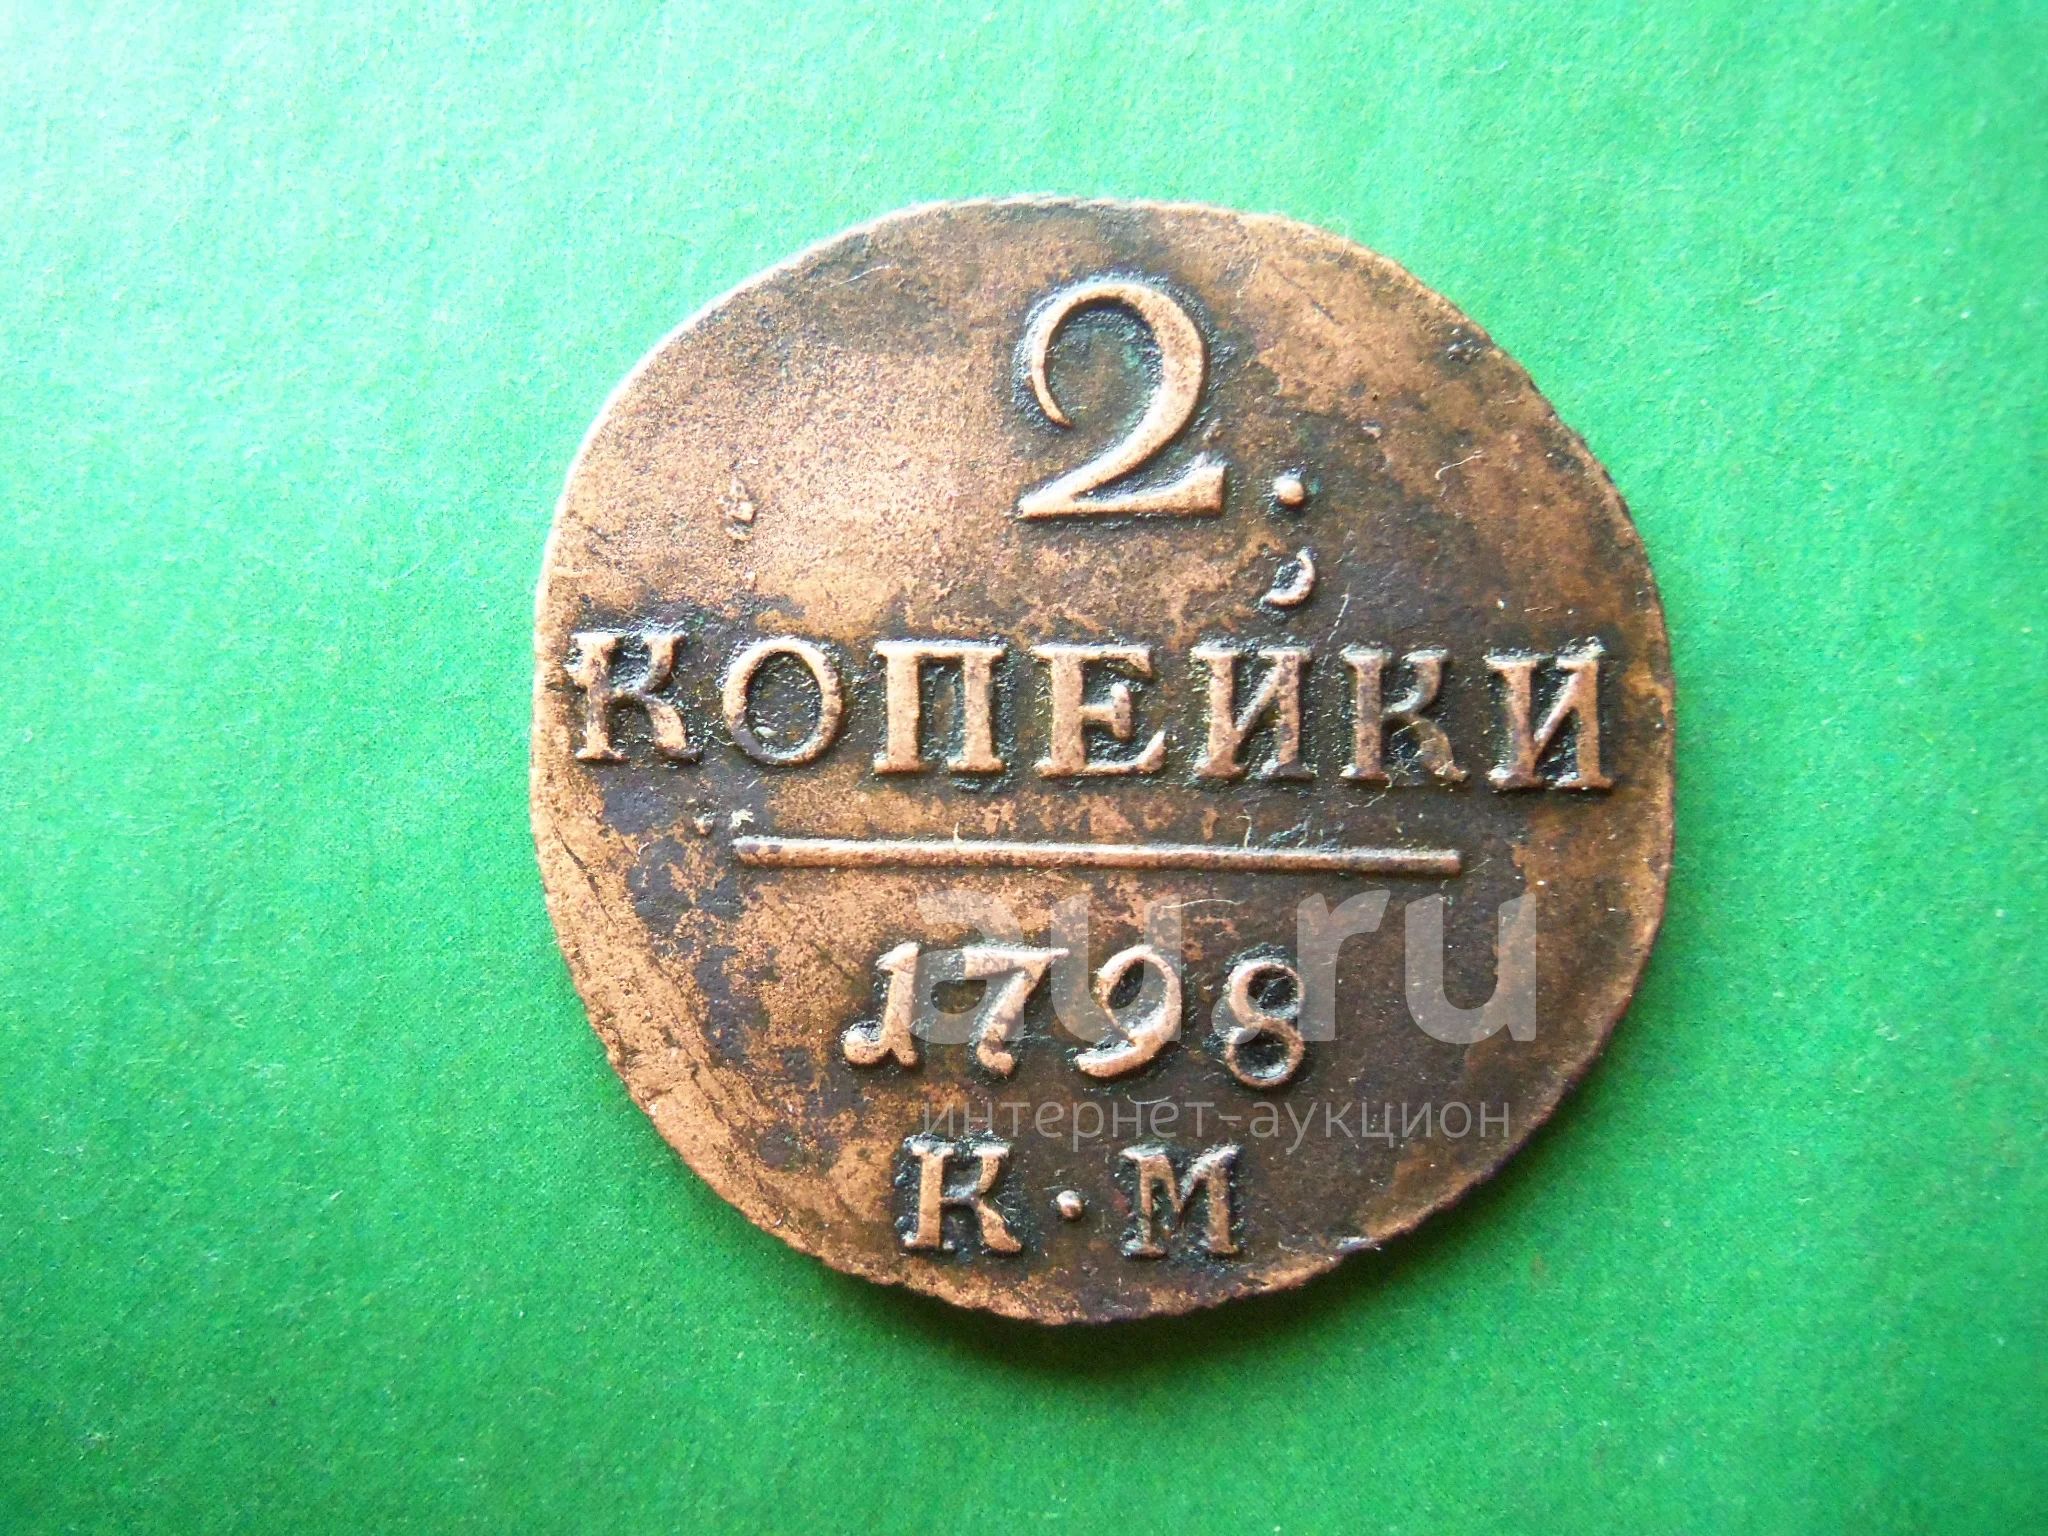 2.
КОПЕЙКИ
au.ru
1798
интернет-аукцион
К·М